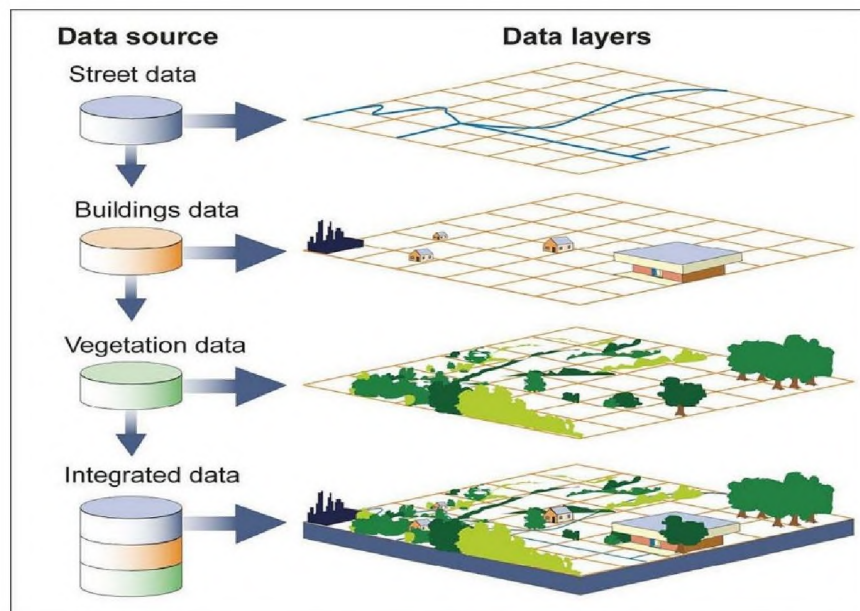 Data source
Data layers
Street data
Buildings data
Vegetation data
Integrated data